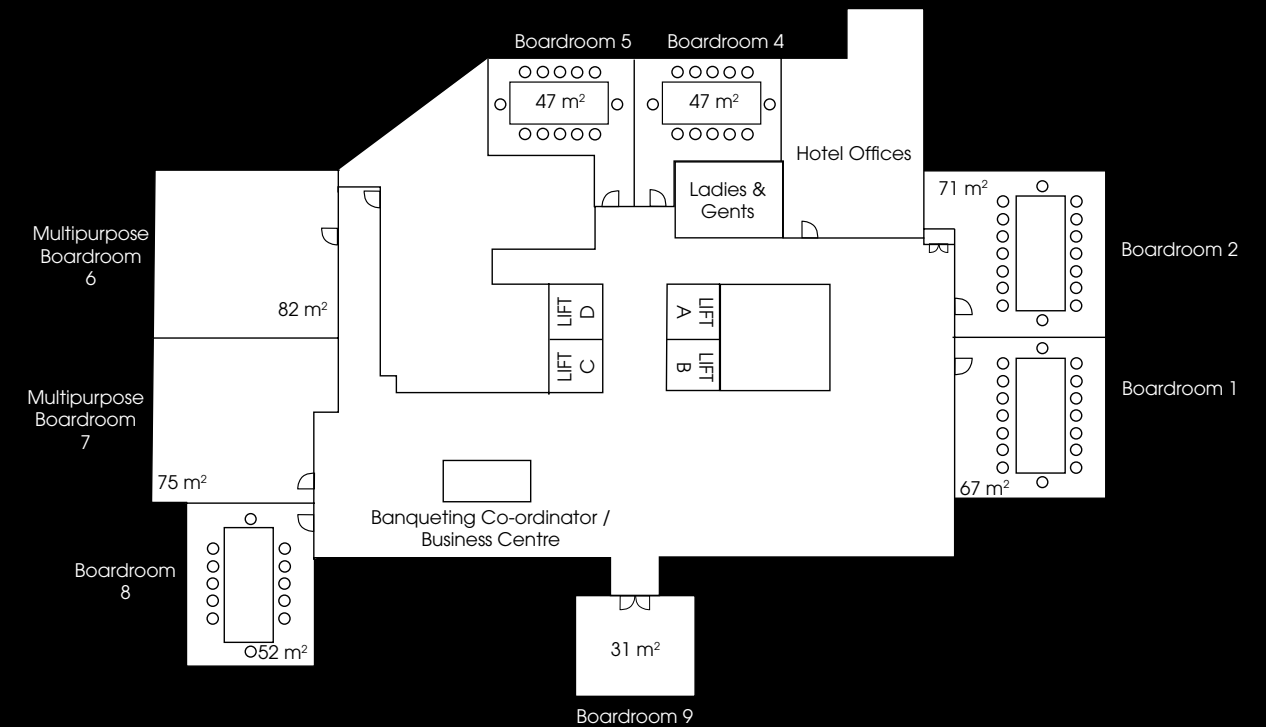 Boardroom 5
Boardroom 4
47 m²
47 m²
Hotel Offices
Ladies &
Gents
71 m²
Boardroom 2
Multipurpose
Boardroom
6
82 m²
LIFT
D
LIFT
C
A
LIFT
B
LIFT
Boardroom 1
67 m²
Multipurpose
Boardroom
7
75 m²
Banqueting Co-ordinator /
Business Centre
Boardroom
8
52 m²
31 m²
Boardroom 9